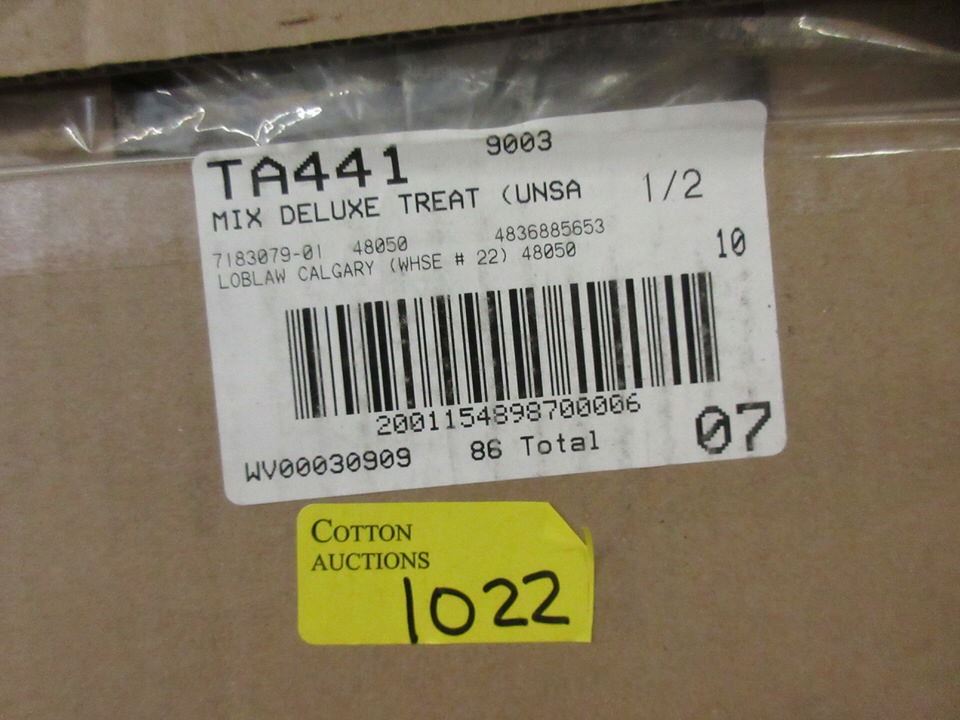 9003
TA441
MIX DELUXE TREAT (UNSA 1/2
7183079-01 48050 4836885653
LOBLAW CALGARY (WHSE # 22) 48050 10
2001154898700006
WV00030909 86 Total 07
COTTON
AUCTIONS
1022